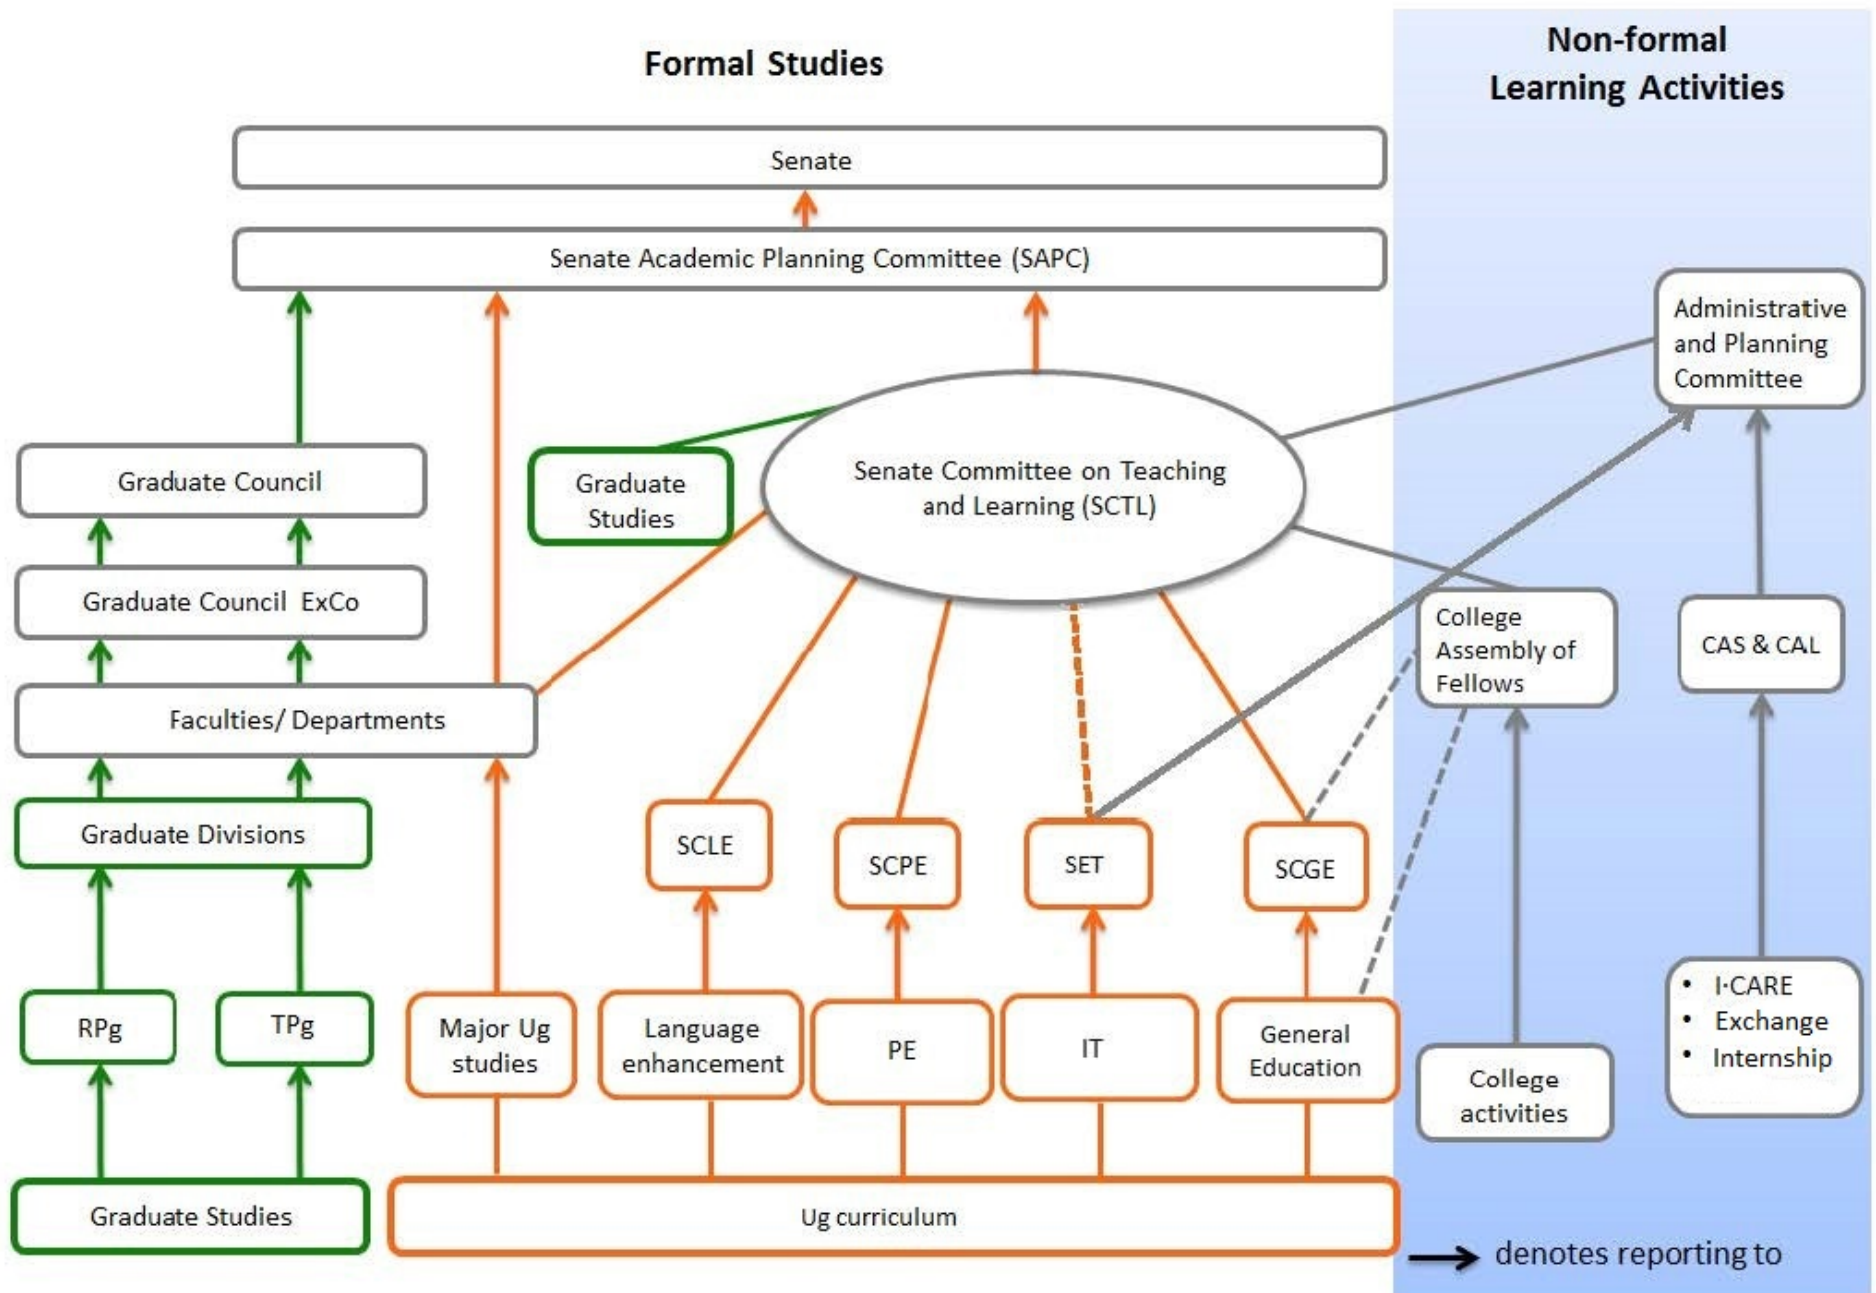 Formal Studies
Non-formal
Learning Activities
Senate
Senate Academic Planning Committee (SAPC)
Administrative
and Planning
Committee
Graduate Council
Graduate
Studies
Senate Committee on Teaching
and Learning (SCTL)
Graduate Council ExCo
College
Assembly of
Fellows
CAS & CAL
Faculties/ Departments
Graduate Divisions
SCLE
SCPE
SET
SCGE
RPg
TPg
Major Ug
studies
Language
enhancement
PE
IT
General
Education
College
activities
• I·CARE
• Exchange
• Internship
Graduate Studies
Ug curriculum
denotes reporting to